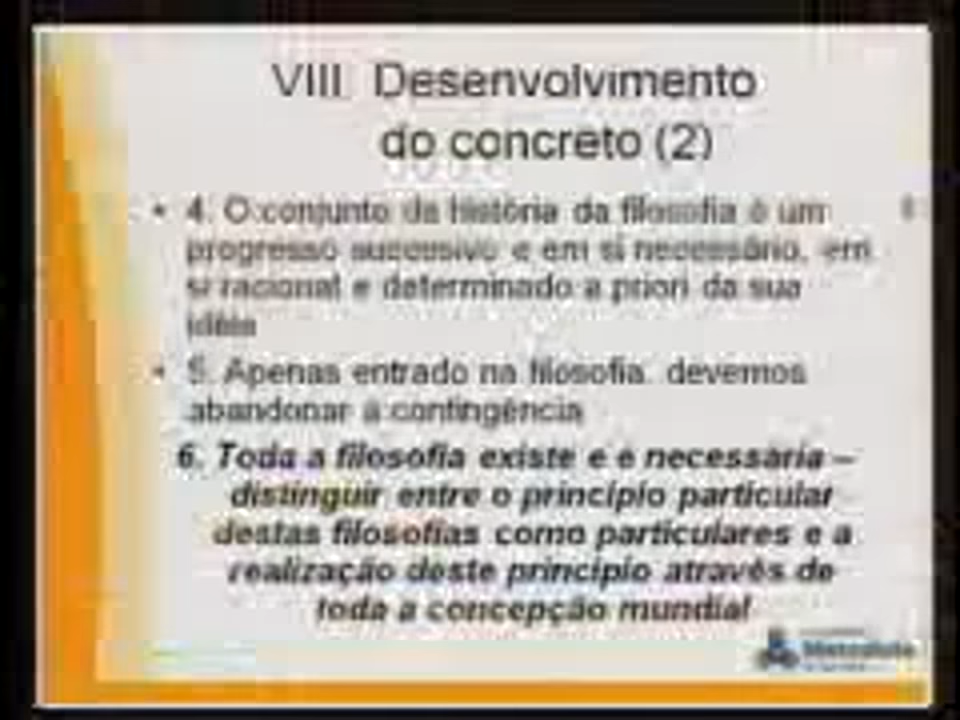 VIII Desenvolvimento
do concreto (2)
• 4. O conjunto da história da filosofia é um
progresso sucessivo e em si necessário, em
si racional e determinado a priori da sua
idéia
• 5. Apenas entrado na filosofia, devemos
abandonar a contingência
6. Toda a filosofia existe e é necessária –
distinguir entre o princípio particular
destas filosofias como particulares e a
realização deste princípio através de
toda a concepção mundial